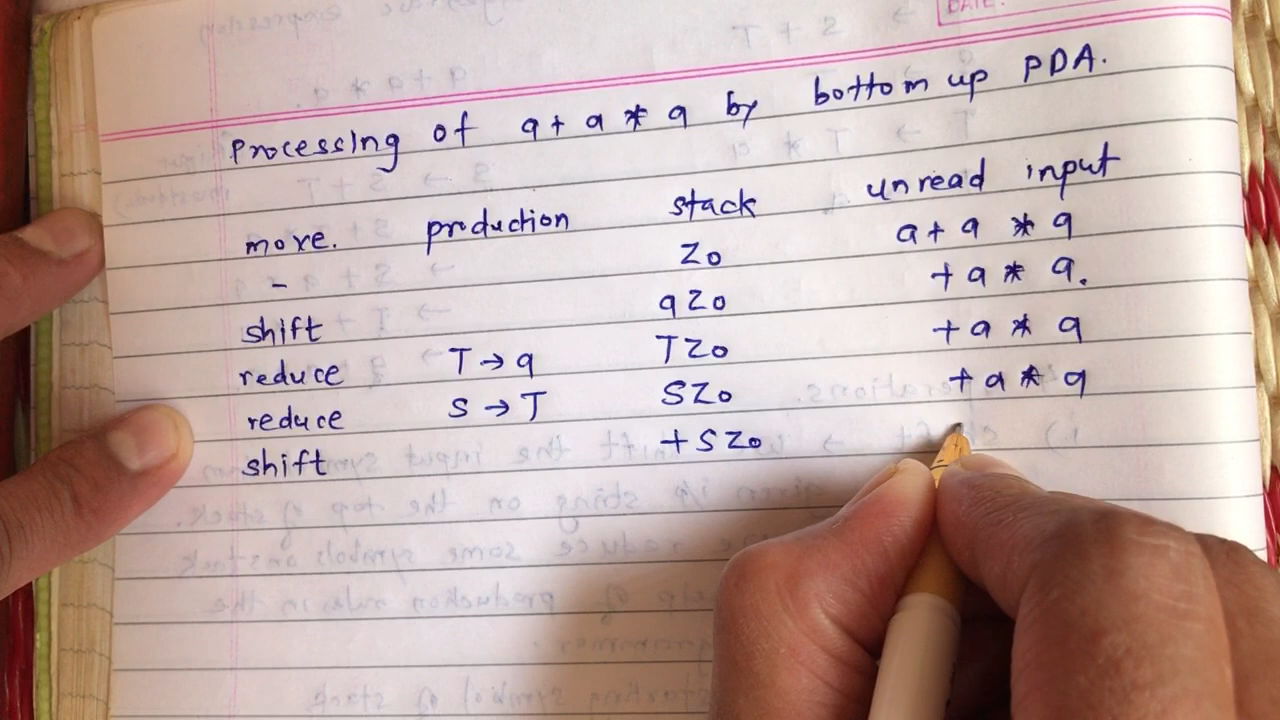 DATE:
Processing of a + a * a by bottom up PDA.
move. production stack unread input
- Z0 a + a * a
shift aZ0 + a * a.
reduce T → a TZ0 + a * a
reduce S → T SZ0 + a * a
shift + SZ0